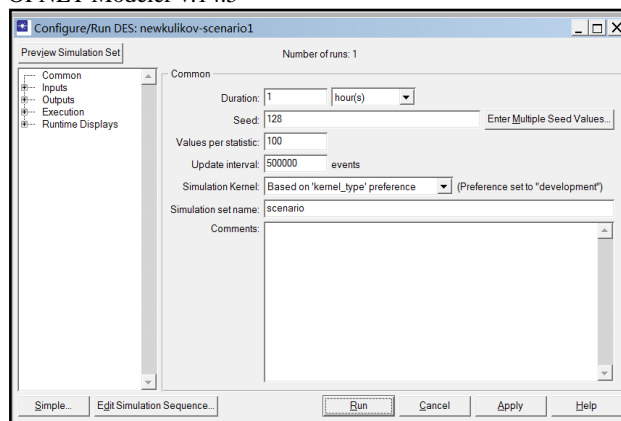 Configure/Run DES: newkulikov-scenario1
Preview Simulation Set
Number of runs: 1
Common
Inputs
Outputs
Execution
Runtime Displays
Common
Duration: 1 hour(s)
Seed: 128 Enter Multiple Seed Values...
Values per statistic: 100
Update interval: 500000 events
Simulation Kernel: Based on 'kernel_type' preference (Preference set to "development")
Simulation set name: scenario
Comments:
Simple... Edit Simulation Sequence... Run Cancel Apply Help